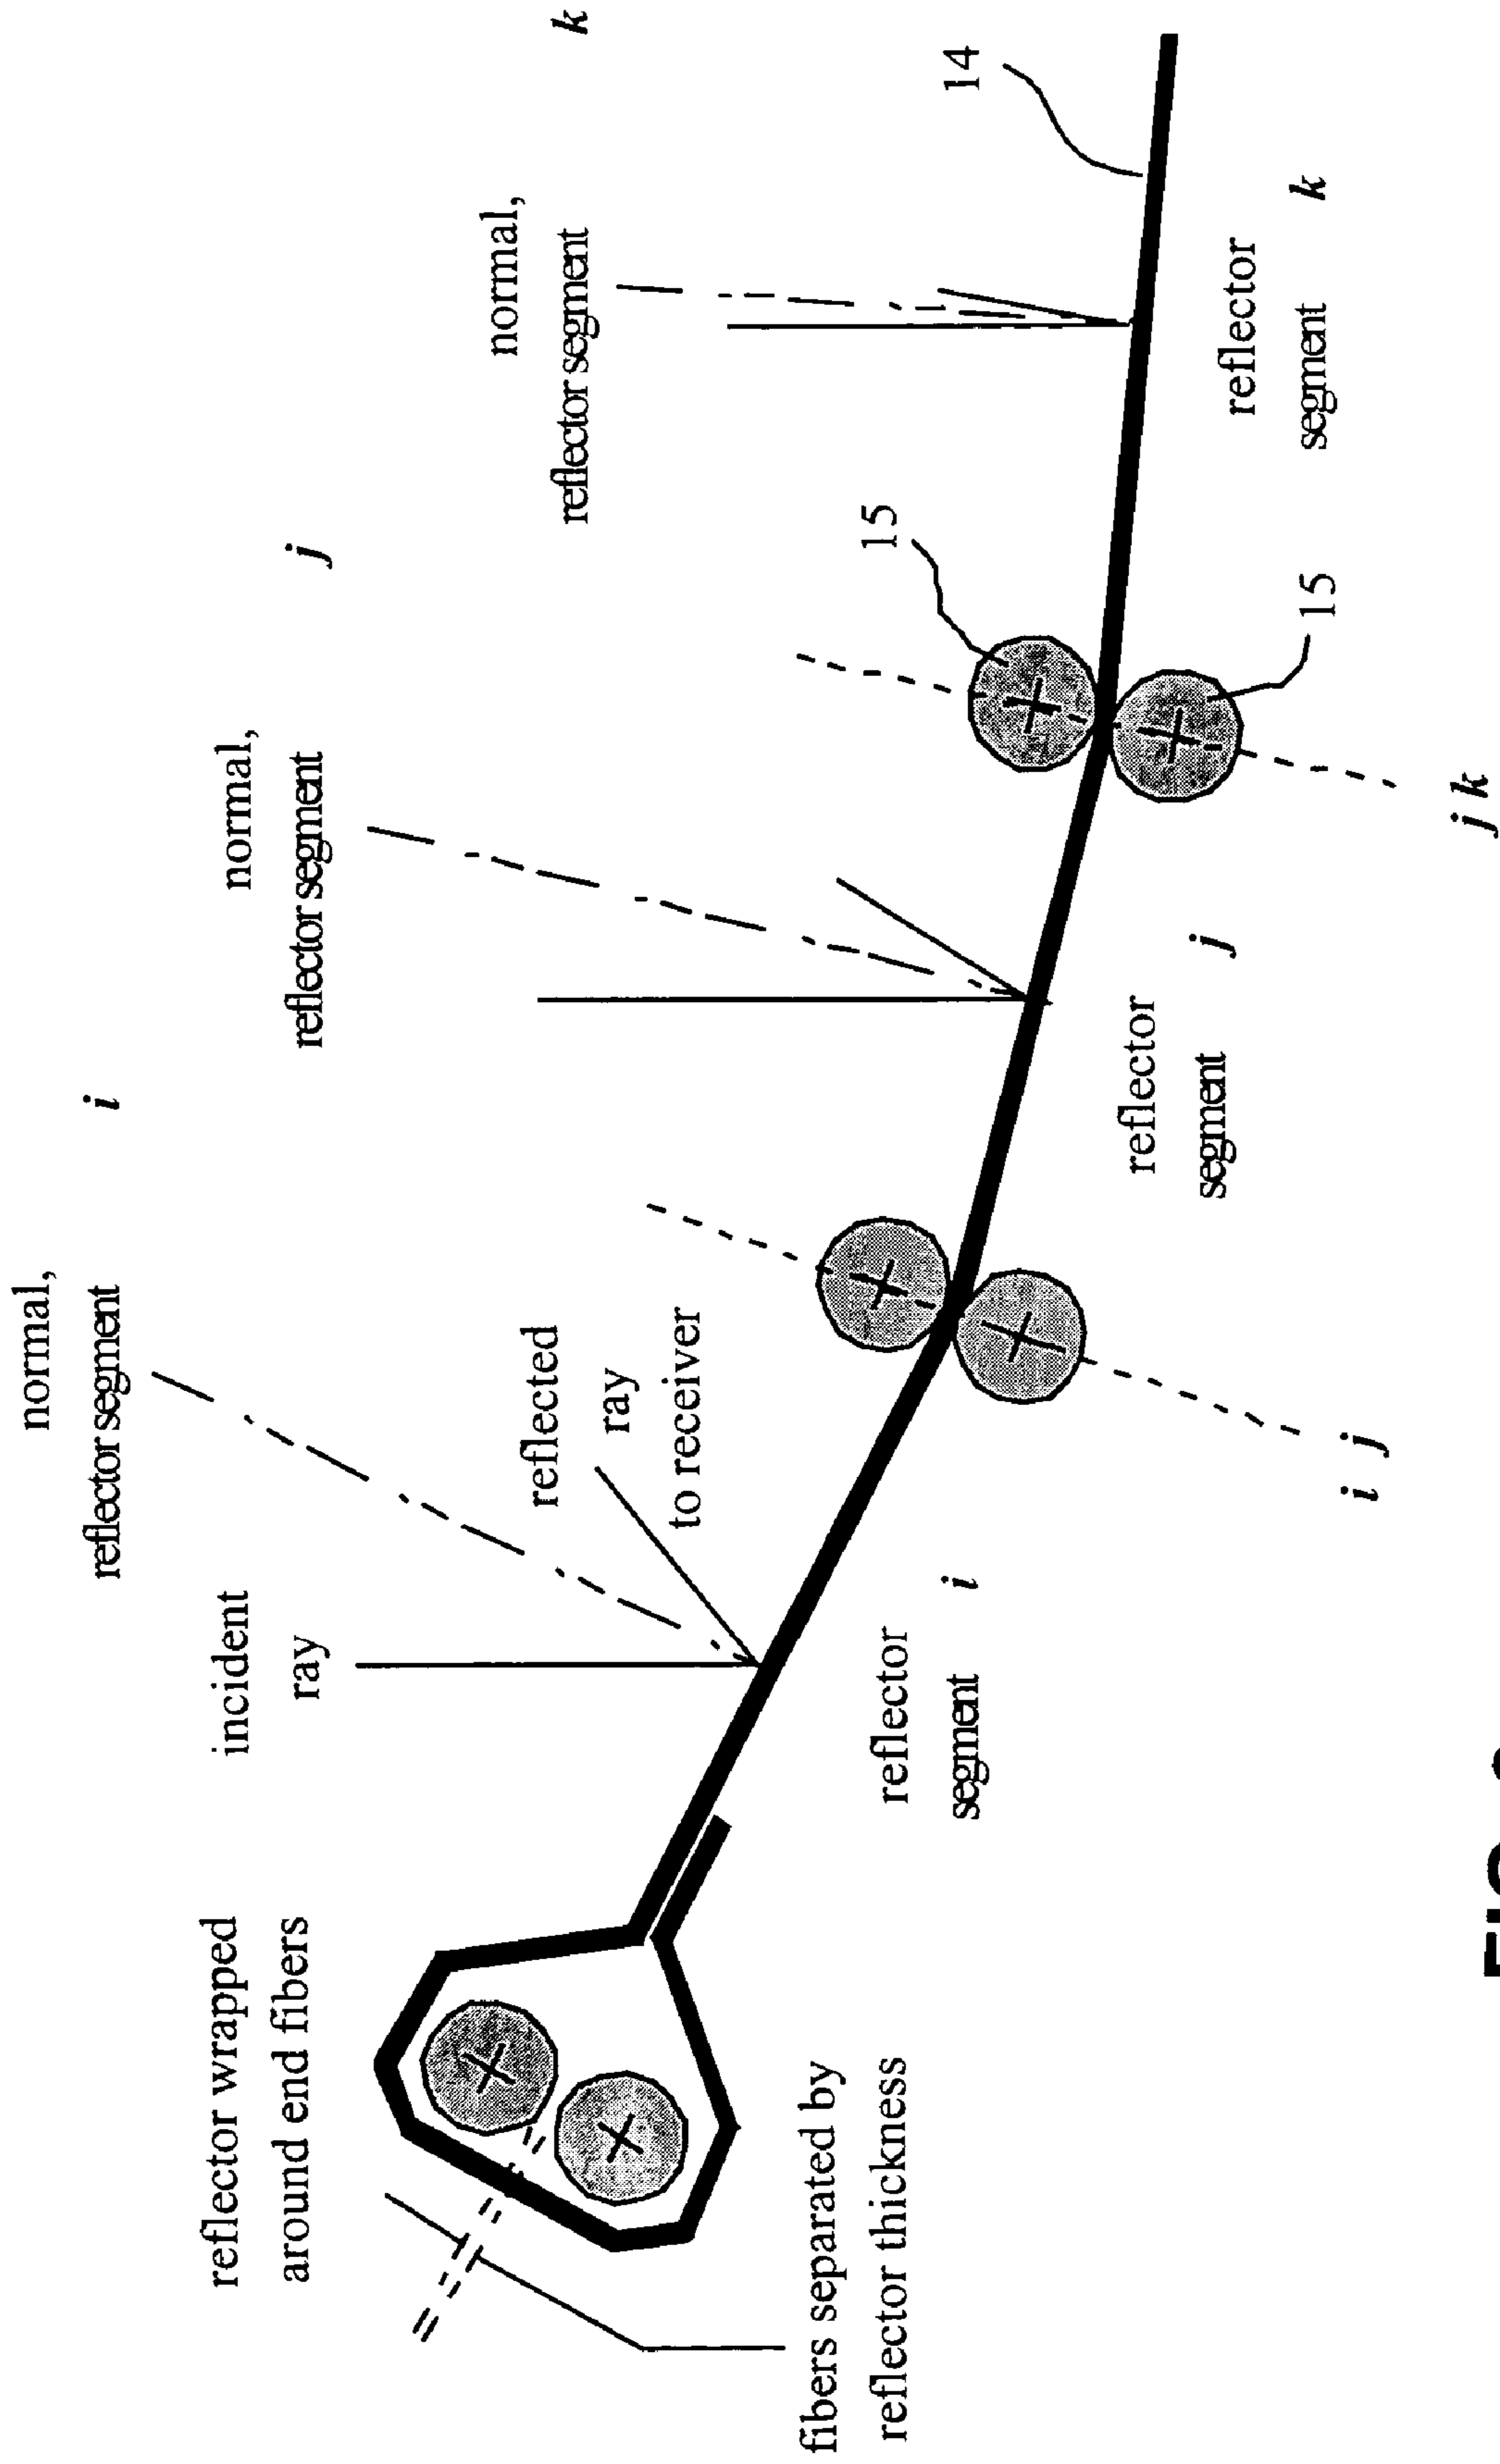 reflector wrapped
around end fibers
fibers separated by
reflector thickness
incident
ray
normal,
reflector segment i
reflected
ray
to receiver
reflector
segment i
i j
normal,
reflector segment j
reflector
segment j
j k
15
15
normal,
reflector segment k
14
reflector
segment k